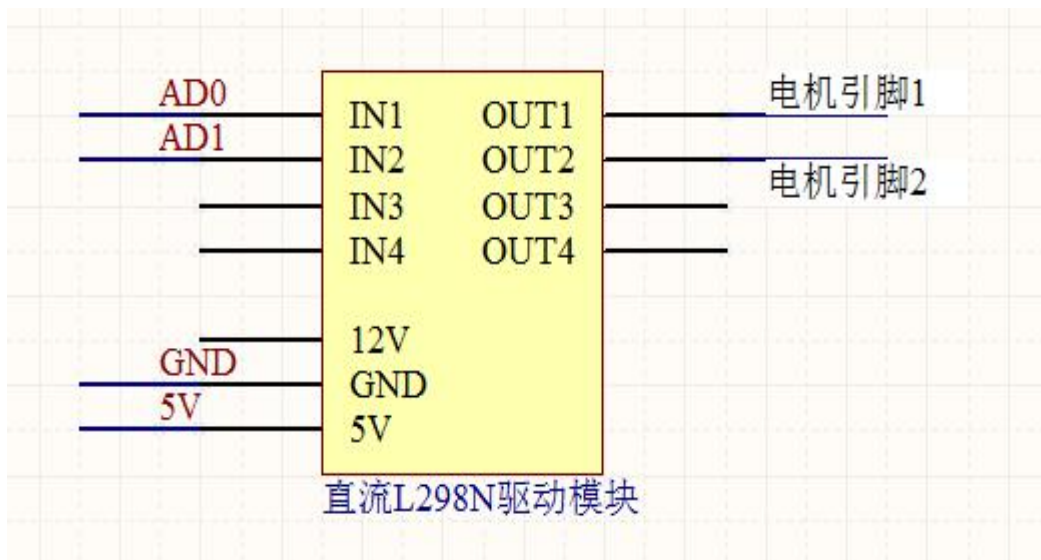 AD0
电机引脚1
IN1 OUT1
AD1
IN2 OUT2
电机引脚2
IN3 OUT3
IN4 OUT4
12V
GND
GND
5V
5V
直流L298N驱动模块